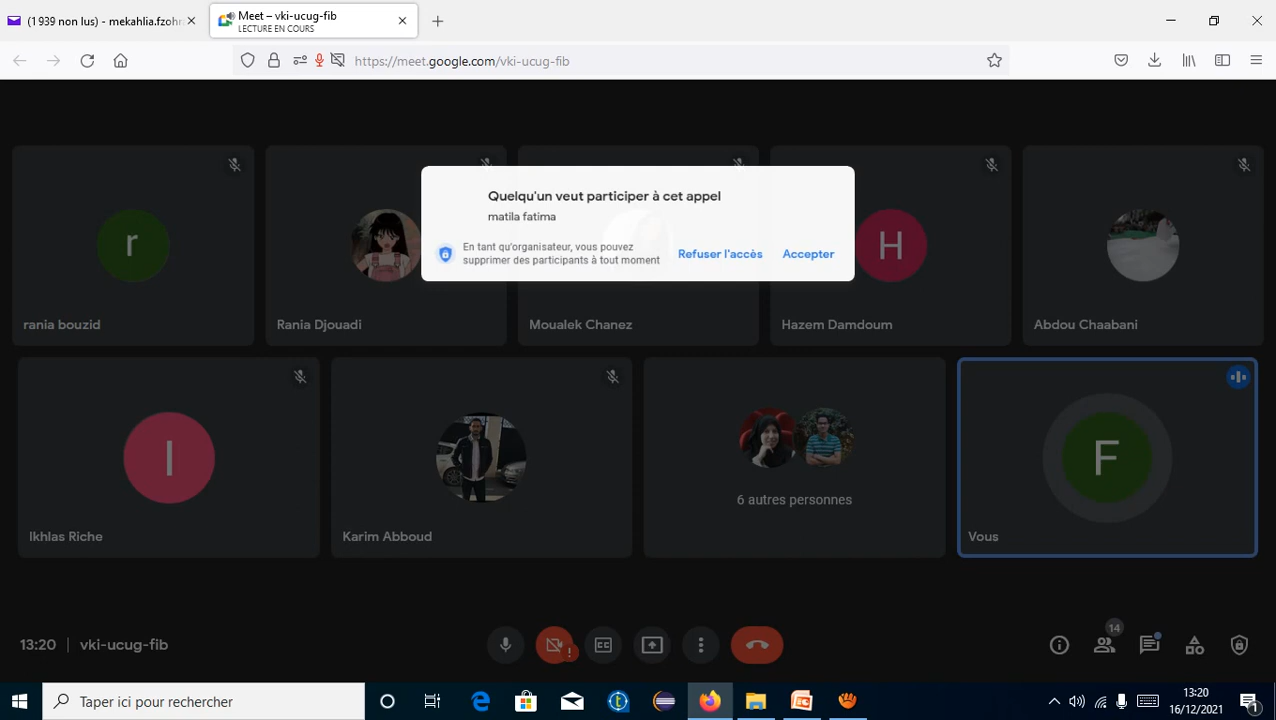 (1 939 non lus) - mekahlia.fzohr
Meet – vki-ucug-fib
LECTURE EN COURS
https://meet.google.com/vki-ucug-fib
Quelqu'un veut participer à cet appel
matila fatima
En tant qu'organisateur, vous pouvez
supprimer des participants à tout moment
Refuser l'accès
Accepter
r
H
rania bouzid
Rania Djouadi
Moualek Chanez
Hazem Damdoum
Abdou Chaabani
I
F
6 autres personnes
Ikhlas Riche
Karim Abboud
Vous
13:20
vki-ucug-fib
14
Taper ici pour rechercher
13:20
16/12/2021
1